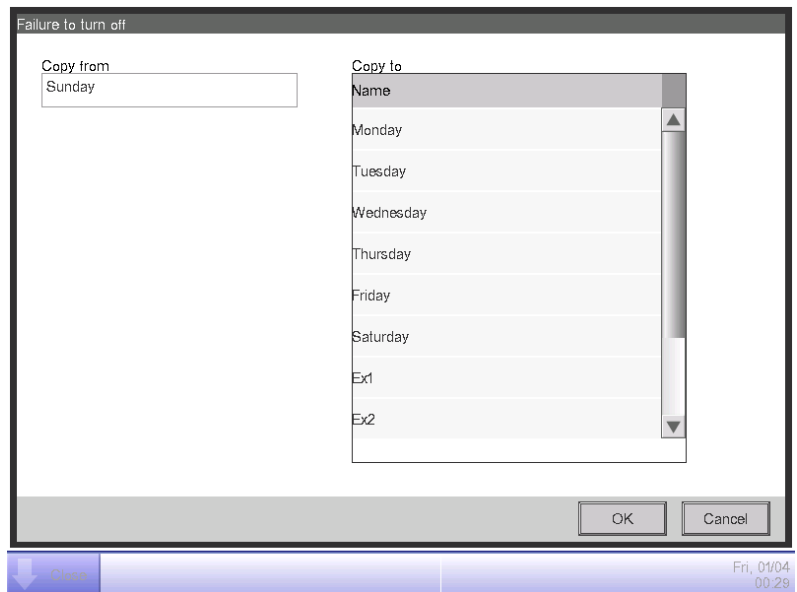 Failure to turn off
Copy from
Sunday
Copy to
Name
Monday
Tuesday
Wednesday
Thursday
Friday
Saturday
Ex1
Ex2
OK
Cancel
Close
Fri, 01/04
00:29